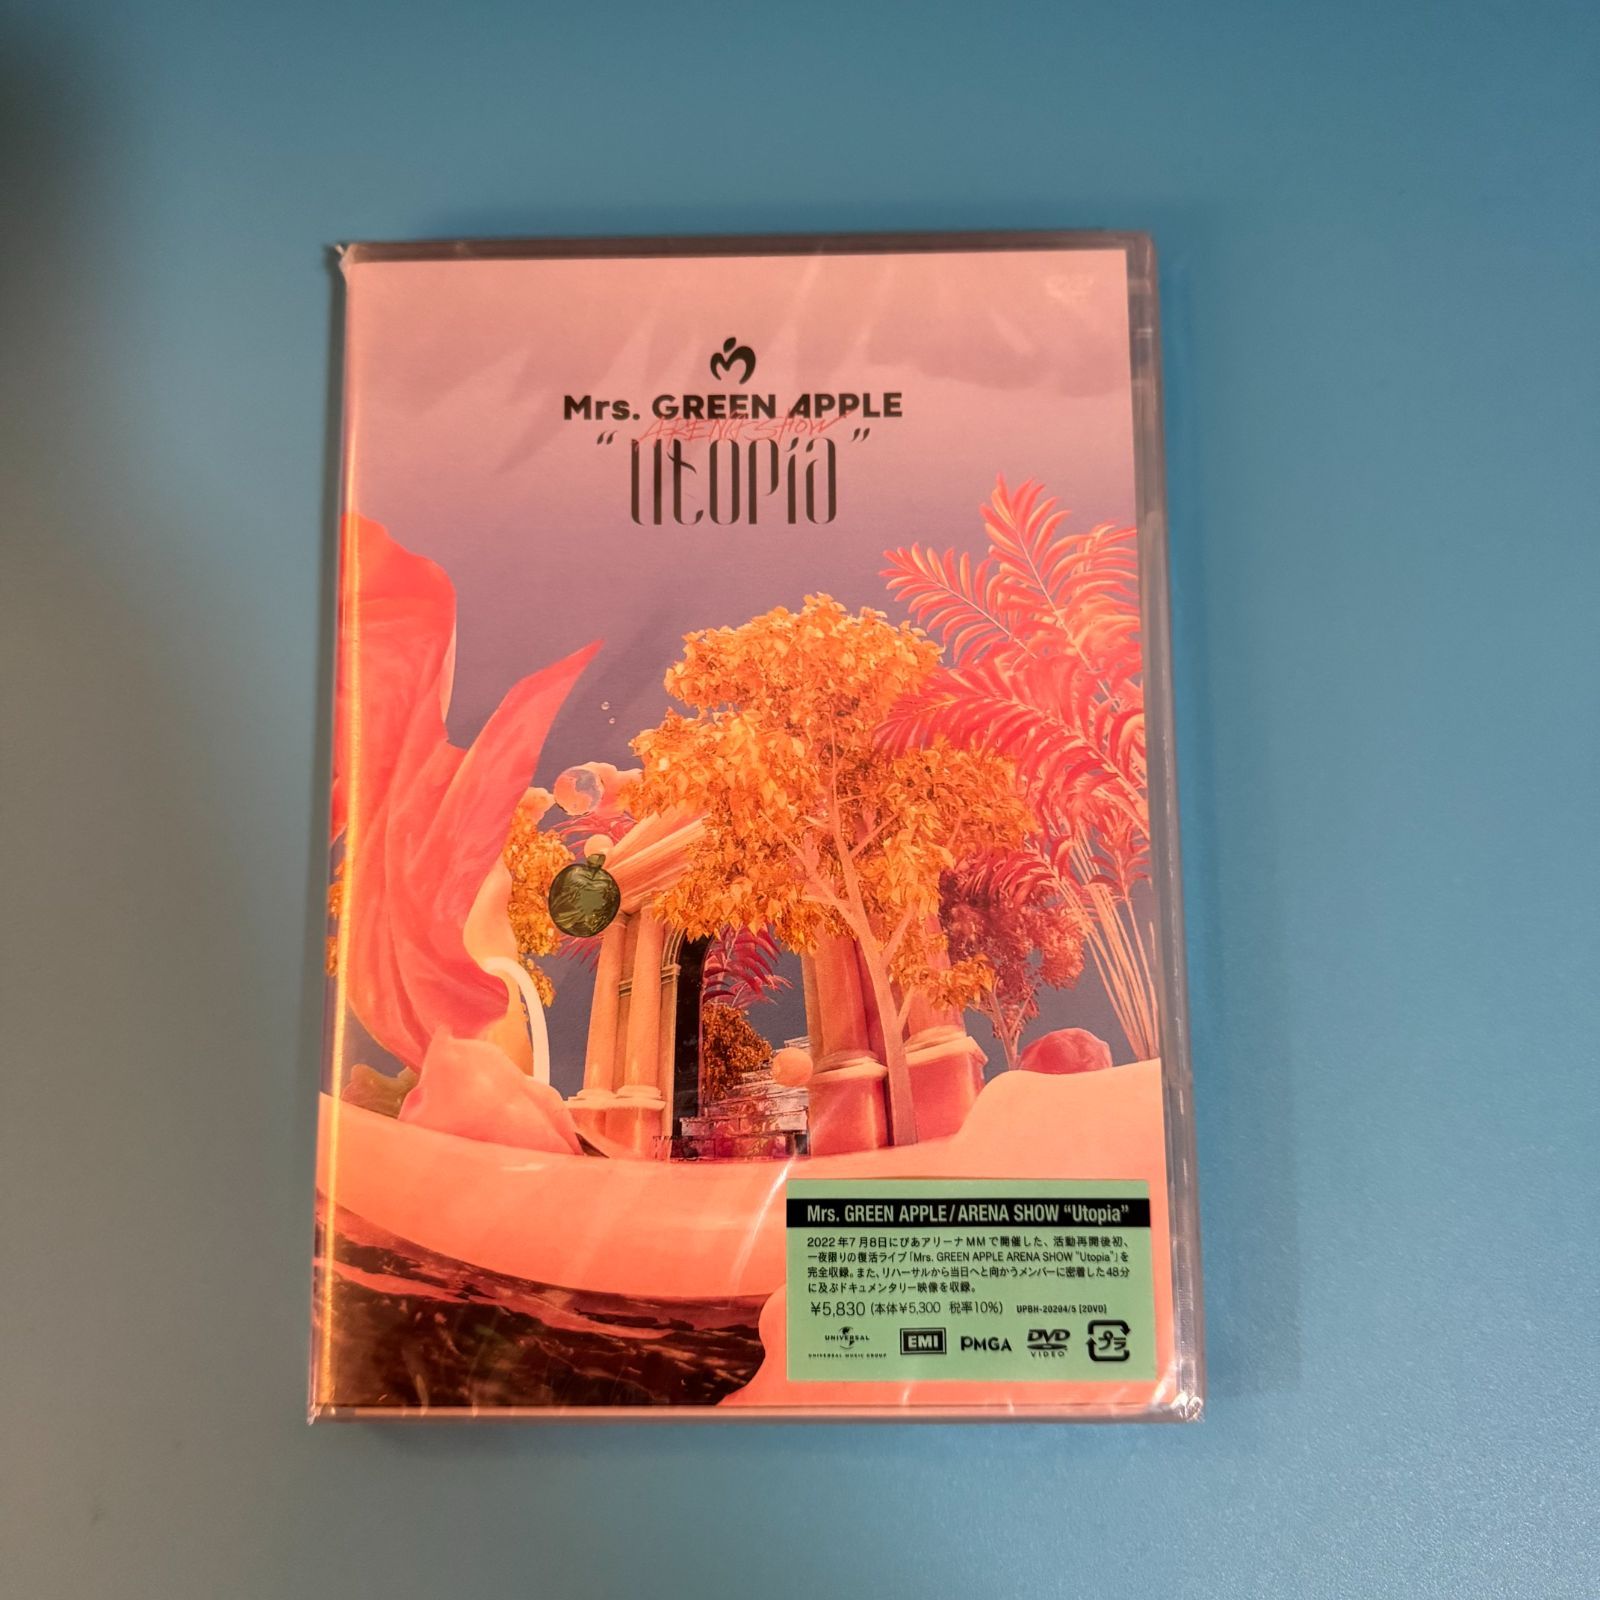 Mrs. GREEN APPLE
ARENA SHOW
“Utopia”
Mrs. GREEN APPLE/ARENA SHOW “Utopia”
2022年7月8日にぴあアリーナMMで開催した、活動再開後初、
一夜限りの復活ライブ「Mrs. GREEN APPLE ARENA SHOW "Utopia"」を
完全収録。また、リハーサルから当日へと向かうメンバーに密着した48分
に及ぶドキュメンタリー映像を収録。
¥5,830 (本体¥5,300 税率10%) UPBH-20294/5 [2DVD]
UNIVERSAL
UNIVERSAL MUSIC GROUP
EMI
PMGA
DVD
VIDEO
プラ